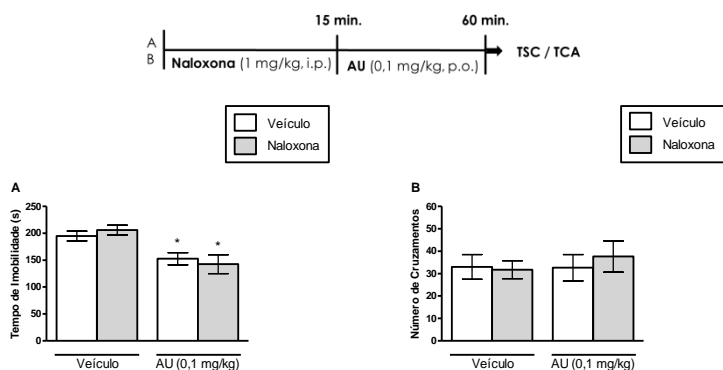 15 min.
60 min.
A
B
Naloxona (1 mg/kg, i.p.)
AU (0,1 mg/kg, p.o.)
TSC / TCA
Veículo
Naloxona
Veículo
Naloxona
A
Tempo de Imobilidade (s)
250
200
150
100
50
0
*
*
Veículo
AU (0,1 mg/kg)
B
Número de Cruzamentos
60
50
40
30
20
10
0
Veículo
AU (0,1 mg/kg)